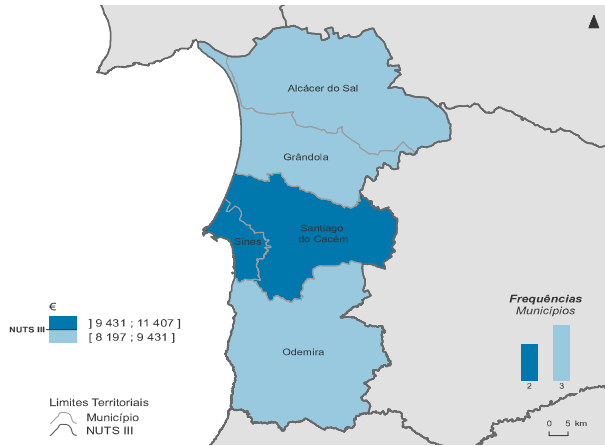 Alcácer do Sal
Grândola
Santiago
do Cacém
Sines
Odemira
€
NUTS III
] 9 431 ; 11 407 ]
[ 8 197 ; 9 431 ]
Limites Territoriais
Município
NUTS III
Frequências
Municípios
2
3
0 5 km